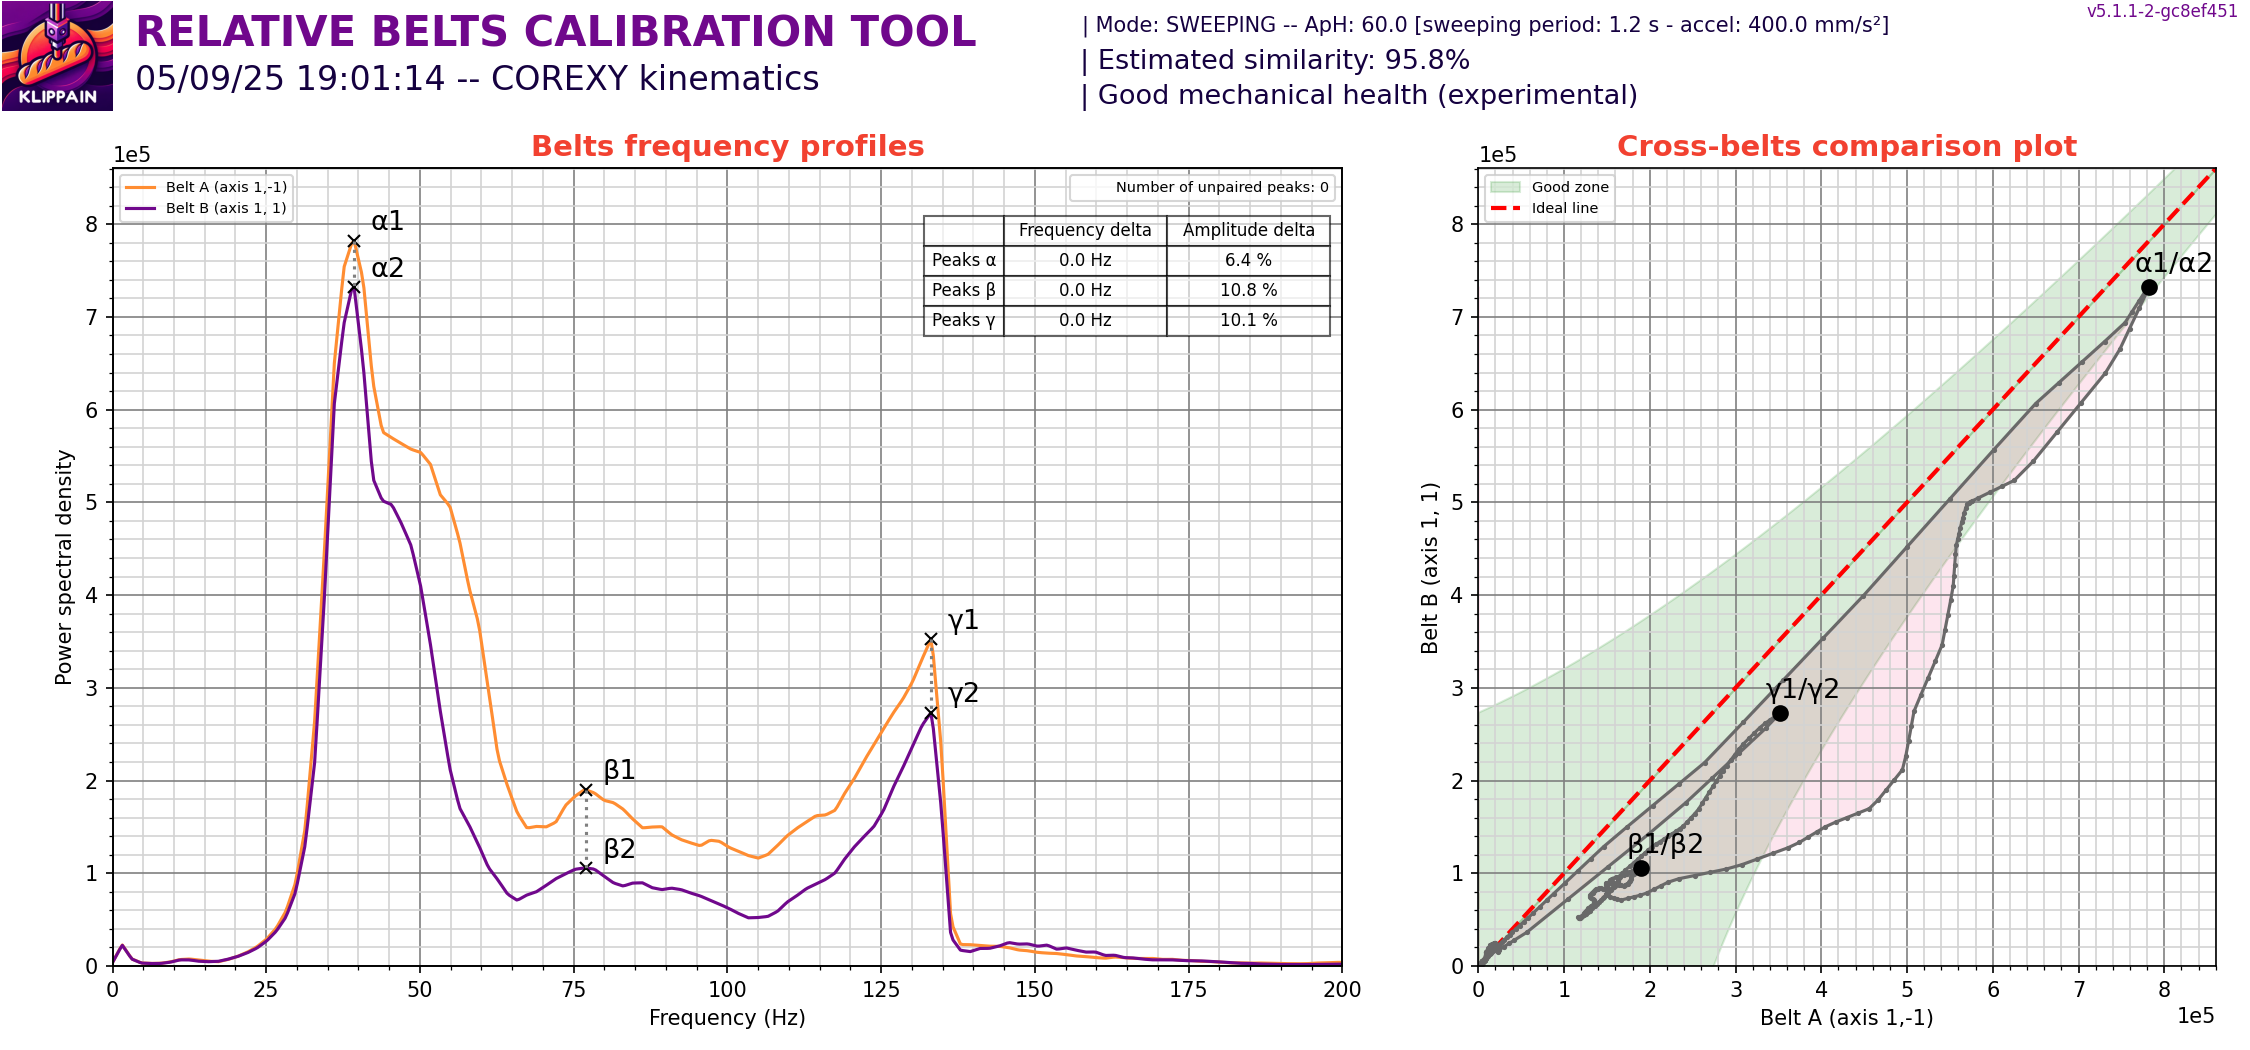 KLIPPAIN
RELATIVE BELTS CALIBRATION TOOL
05/09/25 19:01:14 -- COREXY kinematics
| Mode: SWEEPING -- ApH: 60.0 [sweeping period: 1.2 s - accel: 400.0 mm/s²]
| Estimated similarity: 95.8%
| Good mechanical health (experimental)
v5.1.1-2-gc8ef451
Belts frequency profiles
1e5
Belt A (axis 1,-1)
Belt B (axis 1, 1)
Number of unpaired peaks: 0
Frequency delta Amplitude delta
Peaks α 0.0 Hz 6.4 %
Peaks β 0.0 Hz 10.8 %
Peaks γ 0.0 Hz 10.1 %
α1
α2
β1
β2
γ1
γ2
8
7
6
5
4
3
2
1
0
Power spectral density
0 25 50 75 100 125 150 175 200
Frequency (Hz)
Cross-belts comparison plot
1e5
Good zone
Ideal line
α1/α2
γ1/γ2
β1/β2
8
7
6
5
4
3
2
1
0
Belt B (axis 1, 1)
0 1 2 3 4 5 6 7 8
Belt A (axis 1,-1)
1e5